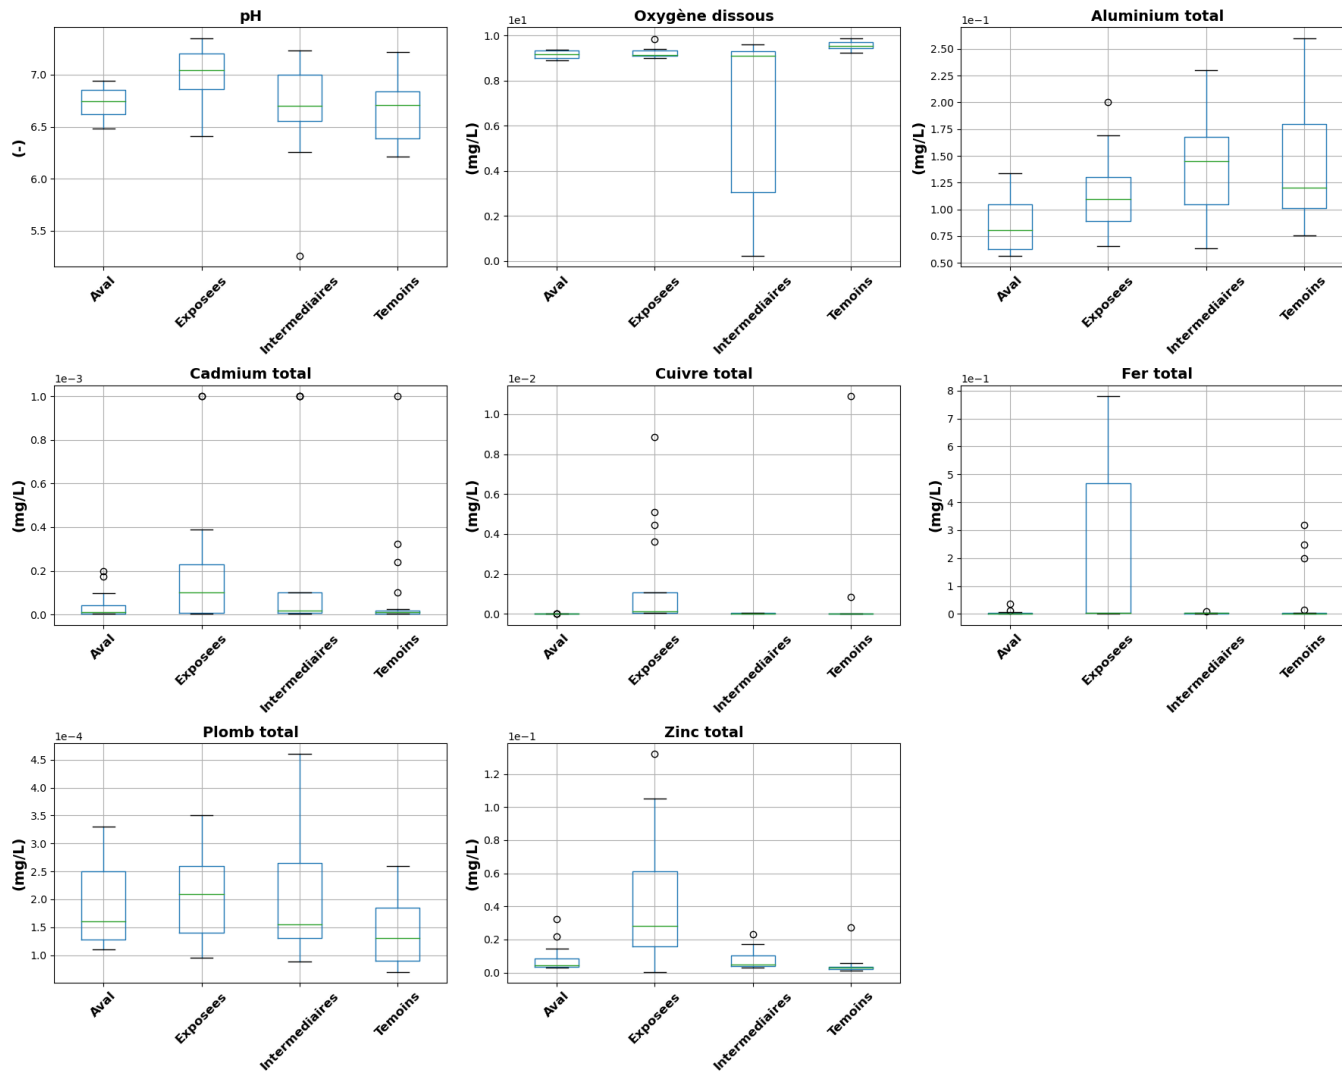 pH
(-)
7.0
6.5
6.0
5.5
Aval
Exposees
Intermediaires
Temoins
Oxygène dissous
1e1
(mg/L)
1.0
0.8
0.6
0.4
0.2
0.0
Aval
Exposees
Intermediaires
Temoins
Aluminium total
1e−1
(mg/L)
2.50
2.25
2.00
1.75
1.50
1.25
1.00
0.75
0.50
Aval
Exposees
Intermediaires
Temoins
Cadmium total
1e−3
(mg/L)
1.0
0.8
0.6
0.4
0.2
0.0
Aval
Exposees
Intermediaires
Temoins
Cuivre total
1e−2
(mg/L)
1.0
0.8
0.6
0.4
0.2
0.0
Aval
Exposees
Intermediaires
Temoins
Fer total
1e−1
(mg/L)
8
7
6
5
4
3
2
1
0
Aval
Exposees
Intermediaires
Temoins
Plomb total
1e−4
(mg/L)
4.5
4.0
3.5
3.0
2.5
2.0
1.5
1.0
Aval
Exposees
Intermediaires
Temoins
Zinc total
1e−1
(mg/L)
1.2
1.0
0.8
0.6
0.4
0.2
0.0
Aval
Exposees
Intermediaires
Temoins